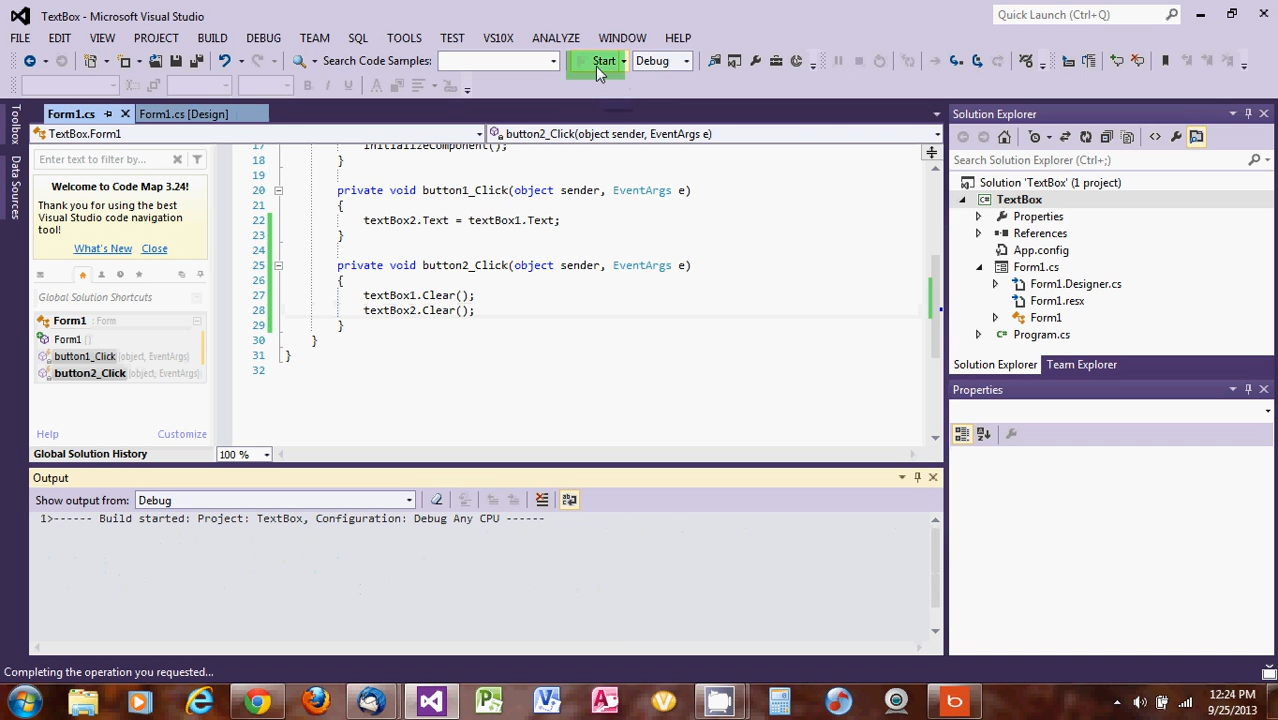 TextBox - Microsoft Visual Studio
Quick Launch (Ctrl+Q)
FILE EDIT VIEW PROJECT BUILD DEBUG TEAM SQL TOOLS TEST VS10X ANALYZE WINDOW HELP
Search Code Samples: Start Debug
Form1.cs Form1.cs [Design]
TextBox.Form1 button2_Click(object sender, EventArgs e)
Toolbox
Data Sources
Enter text to filter by...
Welcome to Code Map 3.24!
Thank you for using the best
Visual Studio code navigation
tool!
What's New Close
Global Solution Shortcuts
Form1 : Form
Form1 ()
button1_Click (object, EventArgs)
button2_Click (object, EventArgs)
Help Customize
Global Solution History
17 InitializeComponent();
18 }
19
20 private void button1_Click(object sender, EventArgs e)
21 {
22 textBox2.Text = textBox1.Text;
23 }
24
25 private void button2_Click(object sender, EventArgs e)
26 {
27 textBox1.Clear();
28 textBox2.Clear();
29 }
30 }
31 }
32
100 %
Solution Explorer
Search Solution Explorer (Ctrl+;)
Solution 'TextBox' (1 project)
C# TextBox
Properties
References
App.config
Form1.cs
Form1.Designer.cs
Form1.resx
Form1
Program.cs
Solution Explorer Team Explorer
Properties
Output
Show output from: Debug
1>------ Build started: Project: TextBox, Configuration: Debug Any CPU ------
Completing the operation you requested...
12:24 PM
9/25/2013